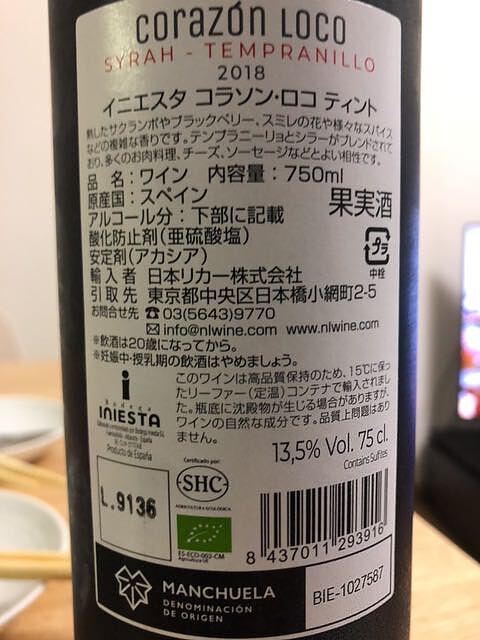 corazón Loco
SYRAH - TEMPRANILLO
2018
イニエスタ コラソン・ロコ ティント
熟したサクランボやブラックベリー、スミレの花や様々なスパイス
などの複雑な香りです。テンプラニーリョとシラーがブレンドされて
おり、多くのお肉料理、チーズ、ソーセージなどとよい相性です。
品 名：ワイン 内容量：750ml
原産国：スペイン
果実酒
アルコール分：下部に記載
酸化防止剤(亜硫酸塩)
安定剤(アカシア)
プラ
中栓
輸入者 日本リカー株式会社
引取先 東京都中央区日本橋小網町2-5
お問合せ先 ☎03(5643)9770
✉info@nlwine.com www.nlwine.com
※飲酒は20歳になってから。
※妊娠中・授乳期の飲酒はやめましょう。
このワインは高品質保持のため、15℃に保っ
たリーファー(定温)コンテナで輸入されまし
た。瓶底に沈殿物が生じる場合がありますが、
ワインの自然な成分です。品質上問題はあり
ません。
Bodega
INIESTA
Producto de España
13,5% Vol. 75 cl.
Contains Sulfites
L.9136
Certificado por:
SHC
AGRICULTURA ECOLÓGICA
ES-ECO-002-CM
Agricultura UE
8 437011 293916
MANCHUELA
DENOMINACIÓN
DE ORIGEN
BIE-1027587